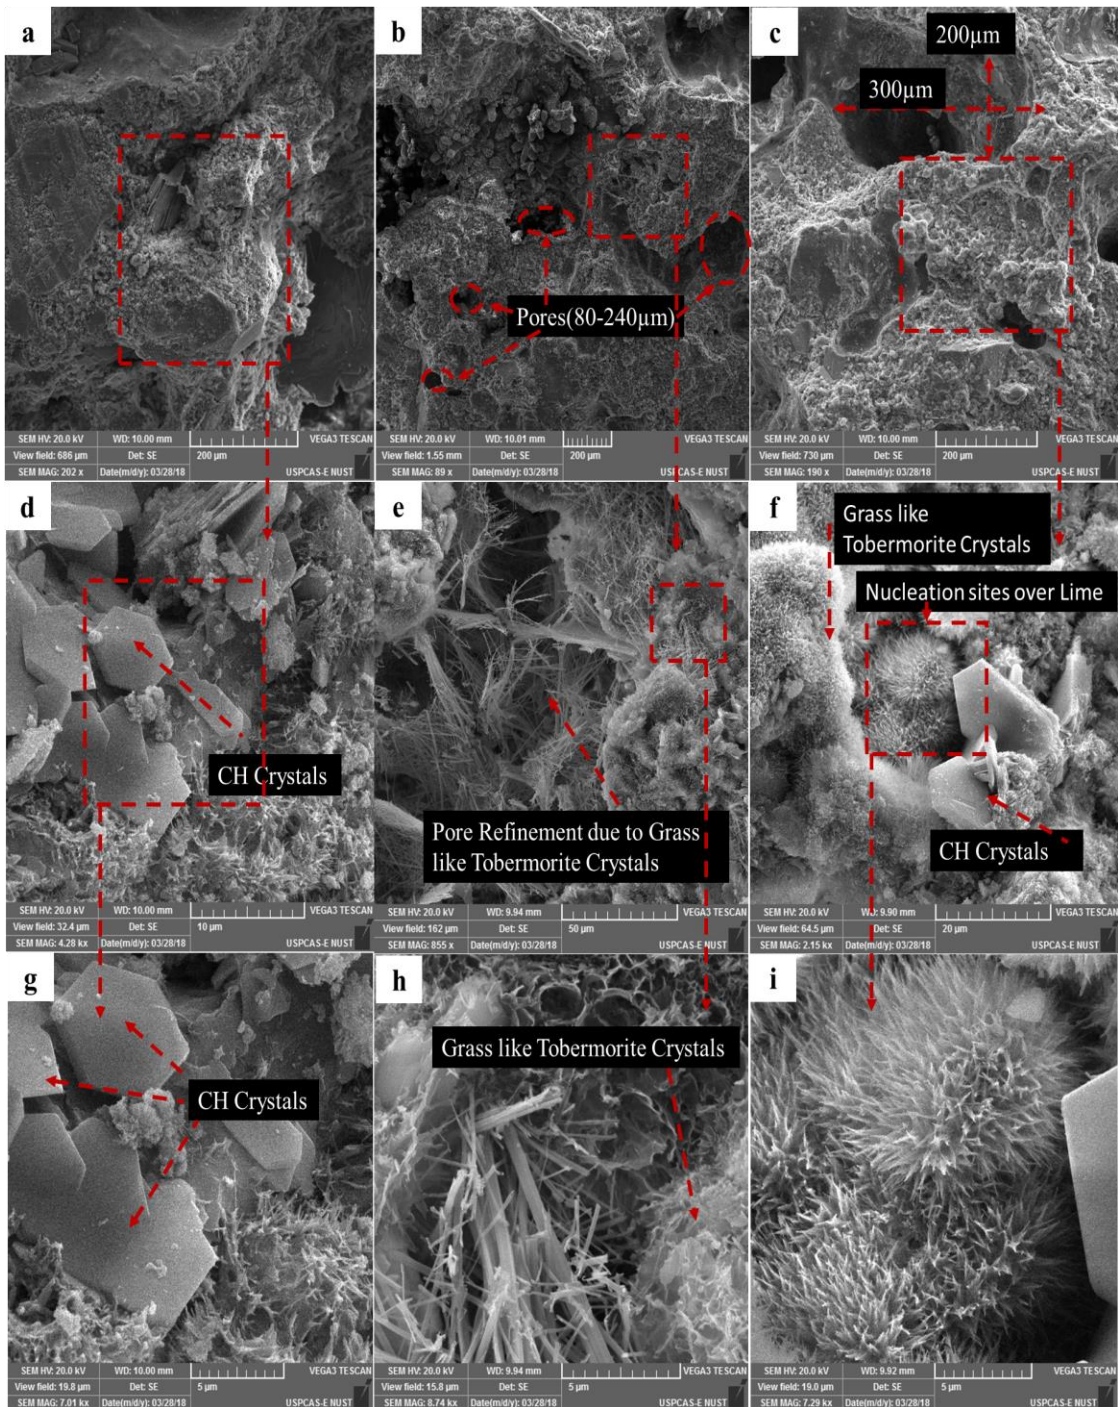 a
SEM HV: 20.0 kV WD: 10.00 mm VEGA3 TESCAN
View field: 686 µm Det: SE 200 µm
SEM MAG: 202 x Date(m/d/y): 03/28/18 USPCAS-E NUST
b
Pores(80-240µm)
SEM HV: 20.0 kV WD: 10.01 mm VEGA3 TESCAN
View field: 1.55 mm Det: SE 200 µm
SEM MAG: 89 x Date(m/d/y): 03/28/18 USPCAS-E NUST
c
200µm
300µm
SEM HV: 20.0 kV WD: 10.00 mm VEGA3 TESCAN
View field: 730 µm Det: SE 200 µm
SEM MAG: 190 x Date(m/d/y): 03/28/18 USPCAS-E NUST
d
CH Crystals
SEM HV: 20.0 kV WD: 10.00 mm VEGA3 TESCAN
View field: 32.4 µm Det: SE 10 µm
SEM MAG: 4.28 kx Date(m/d/y): 03/28/18 USPCAS-E NUST
e
Pore Refinement due to Grass
like Tobermorite Crystals
SEM HV: 20.0 kV WD: 9.94 mm VEGA3 TESCAN
View field: 162 µm Det: SE 50 µm
SEM MAG: 855 x Date(m/d/y): 03/28/18 USPCAS-E NUST
f
Grass like
Tobermorite Crystals
Nucleation sites over Lime
CH Crystals
SEM HV: 20.0 kV WD: 9.90 mm VEGA3 TESCAN
View field: 64.5 µm Det: SE 20 µm
SEM MAG: 2.15 kx Date(m/d/y): 03/28/18 USPCAS-E NUST
g
CH Crystals
SEM HV: 20.0 kV WD: 10.00 mm VEGA3 TESCAN
View field: 19.8 µm Det: SE 5 µm
SEM MAG: 7.01 kx Date(m/d/y): 03/28/18 USPCAS-E NUST
h
Grass like Tobermorite Crystals
SEM HV: 20.0 kV WD: 9.94 mm VEGA3 TESCAN
View field: 15.8 µm Det: SE 5 µm
SEM MAG: 8.74 kx Date(m/d/y): 03/28/18 USPCAS-E NUST
i
SEM HV: 20.0 kV WD: 9.92 mm VEGA3 TESCAN
View field: 19.0 µm Det: SE 5 µm
SEM MAG: 7.29 kx Date(m/d/y): 03/28/18 USPCAS-E NUST